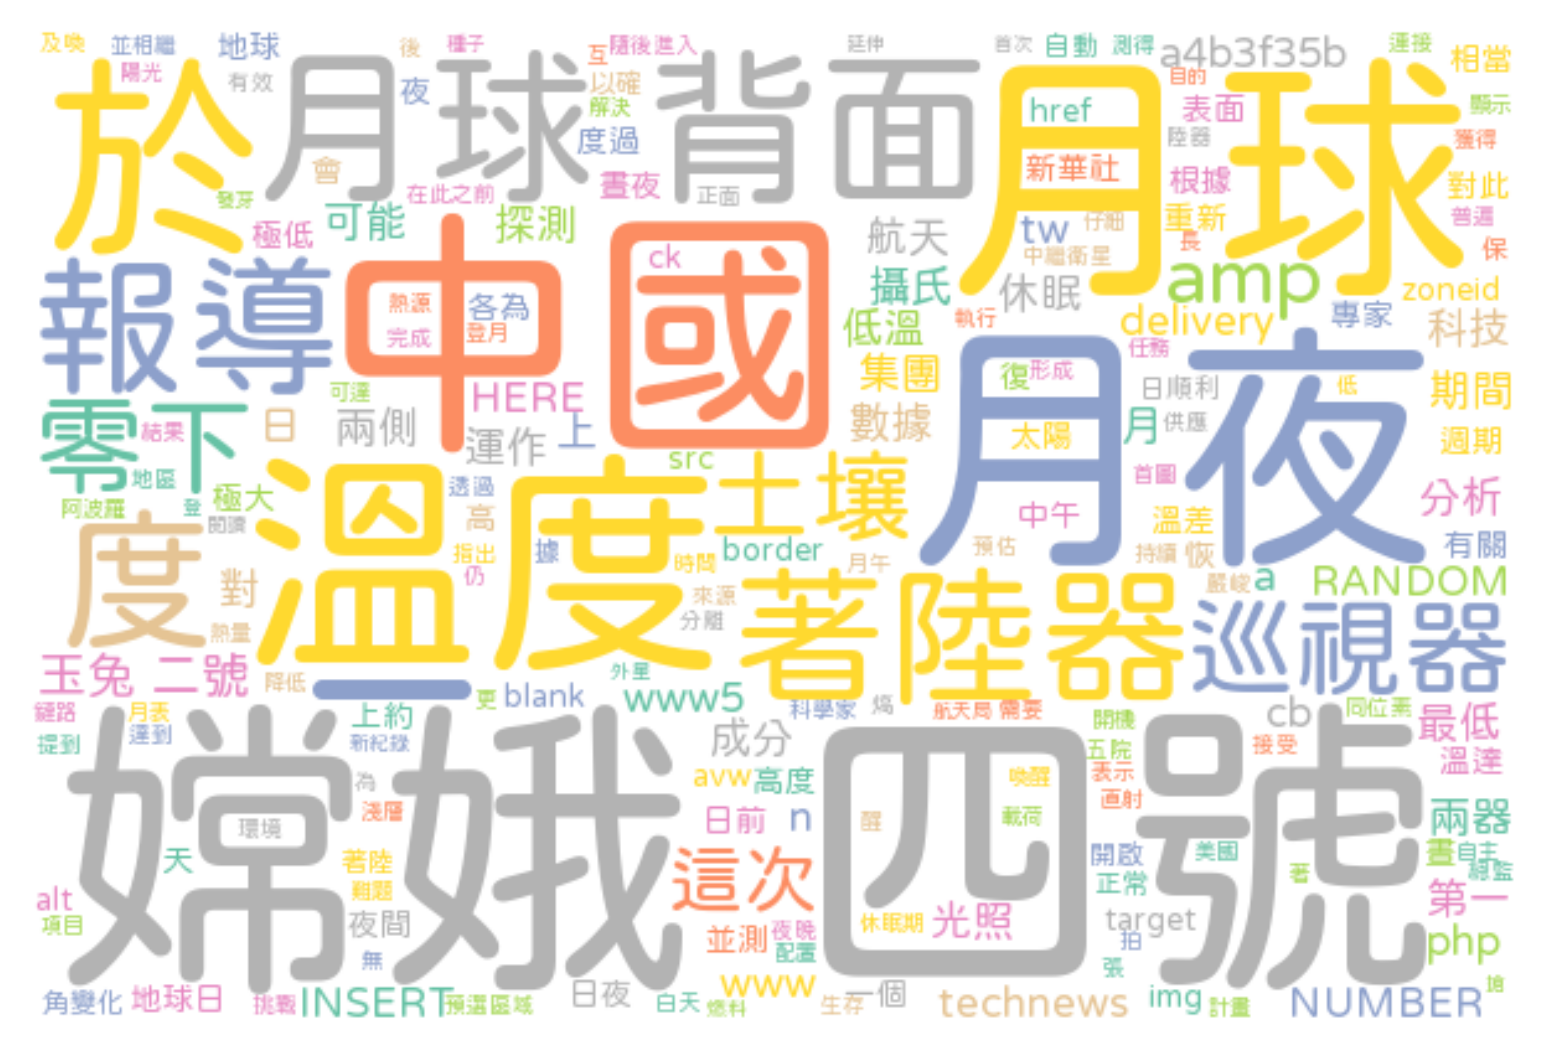 及喚 並相繼 地球 後 種子 互 隨後進入 延伸 首次 自動 測得 a4b3f35b 連接 相當
陽光 有效 夜 以確 解決 目的 表面 顯示
於 月球背面 月球
href 陸器 獲得
會 度過 新華社 根據 對此
發芽 在此之前 晝夜 正面 仔細 重新 普遍
極低 可能 探測 航天 tw 中繼衛星 長 保
報導 中國 ck 攝氏 休眠 amp zoneid
熱源 各為 低溫 執行 delivery 專家 科技
完成 登月 任務
可達 HERE 集團 復 形成 日順利 低 期間
零下 結果 日 兩側 運作 上 數據 太陽 月 供應 月夜 週期
地區 src 首圖
阿波羅 登 極大 透過 土壤 中午 分析
閱讀 高 溫差
度 溫度 指出 據 時間 border 月午 預估 持續 恢 有關
對 仍 來源 著陸器 嚴峻 a RANDOM
熱量 分離 巡視器
玉兔二號 降低 一 更 blank 外星 www5
鏈路 月表 上約 科學家 熇 航天局 需要 開機 cb 同位素 最低
提到 達到 新紀錄 成分 五院 接受 溫達
嫦娥四號
為 avw 高度 喚醒 表示
環境 淺層 日前 n 醒 載荷 直射 兩器
天 著陸 這次 開啟 美國 晝 自主
難題 正常 著 綠藍
alt 第一
項目 夜間 並測 夜晚 休眠期 光照 target php
無 配置 拍
張
角變化 地球日 挑戰 INSERT 預選區域 日夜 白天 燃料 www 生存 一個 technews img 計畫 NUMBER